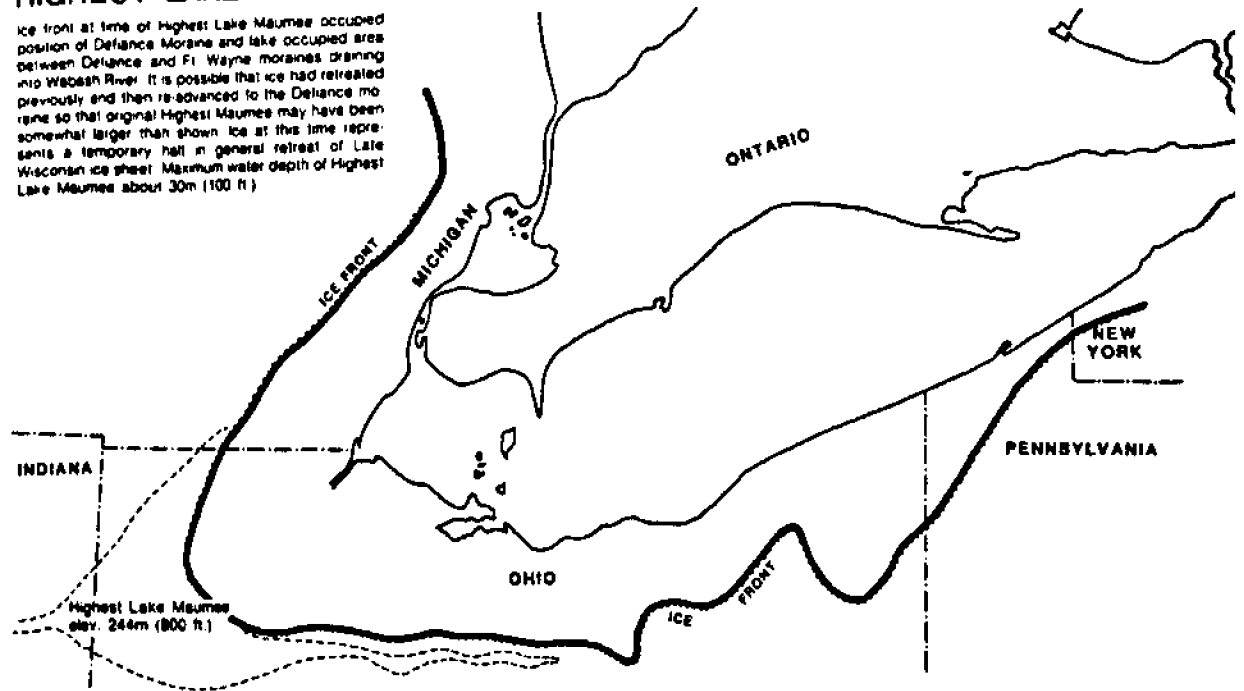 Ice front at time of Highest Lake Maumee occupied
position of Defiance Moraine and lake occupied area
between Defiance and Ft. Wayne moraines draining
into Wabash River. It is possible that ice had retreated
previously and then re-advanced to the Defiance mo-
raine so that original Highest Maumee may have been
somewhat larger than shown. Ice at this time repre-
sents a temporary halt in general retreat of Late
Wisconsin ice sheet. Maximum water depth of Highest
Lake Maumee about 30m (100 ft.)
ONTARIO
MICHIGAN
ICE FRONT
NEW
YORK
PENNBYLVANIA
INDIANA
OHIO
ICE FRONT
Highest Lake Maumee
elev. 244m (800 ft.)